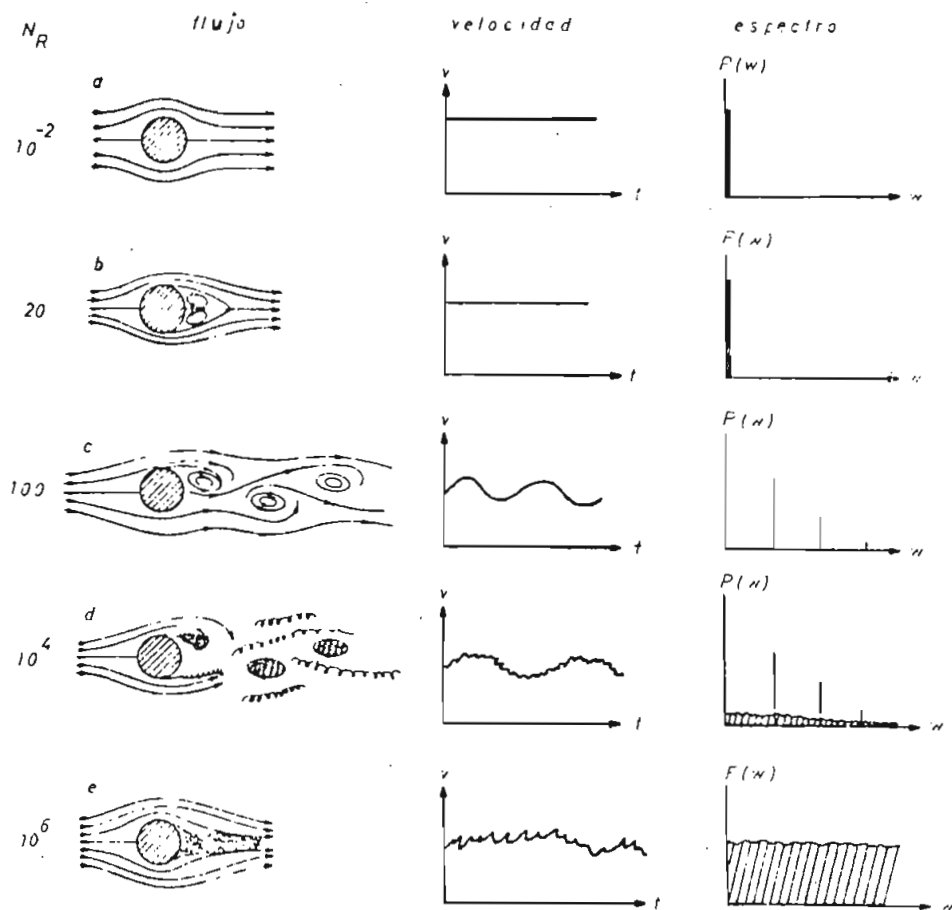 N_R flujo velocidad espectro
a v P(w)
10^-2 t w
b v P(w)
20 t w
c v P(w)
100 t w
d v P(w)
10^4 t w
e v P(w)
10^6 t w